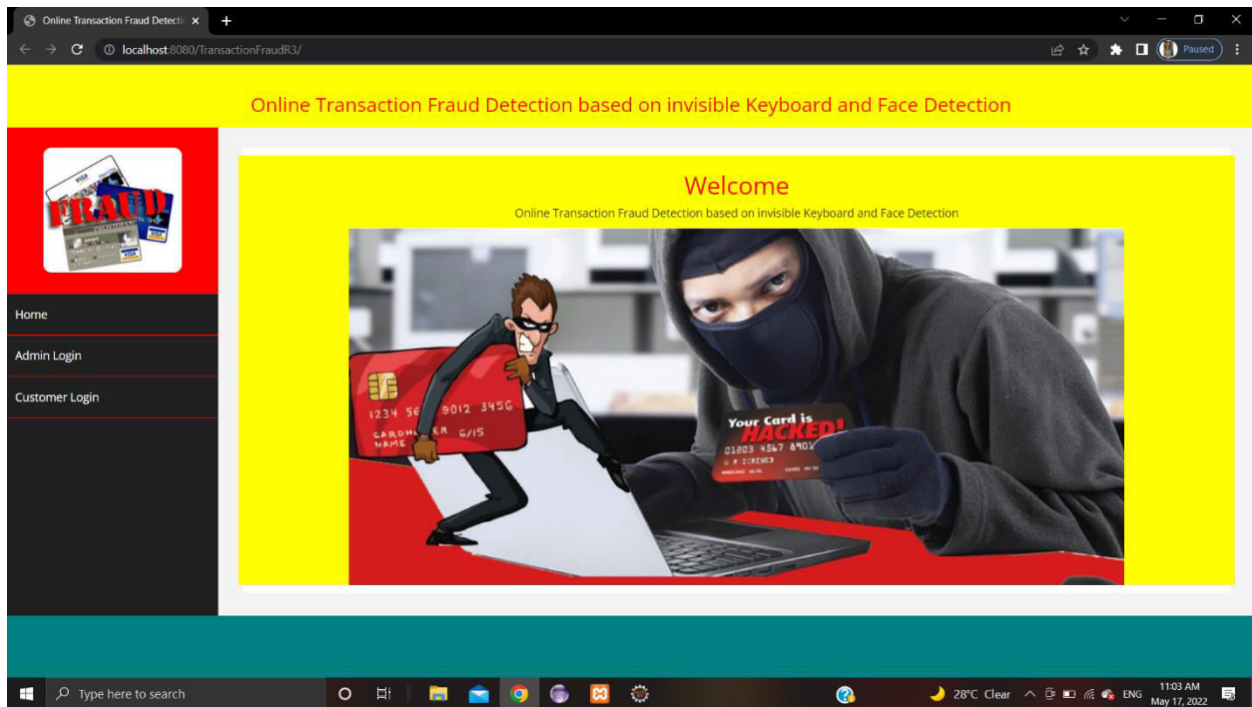 Online Transaction Fraud Detecti
localhost:8080/TransactionFraudR3/
Paused
Online Transaction Fraud Detection based on invisible Keyboard and Face Detection
VISA
FRAUD
Home
Admin Login
Customer Login
Welcome
Online Transaction Fraud Detection based on invisible Keyboard and Face Detection
1234 56 9012 3456
6/15
NAME
Your Card is
HACKED!
Type here to search
28°C Clear
ENG
11:03 AM
May 17, 2022